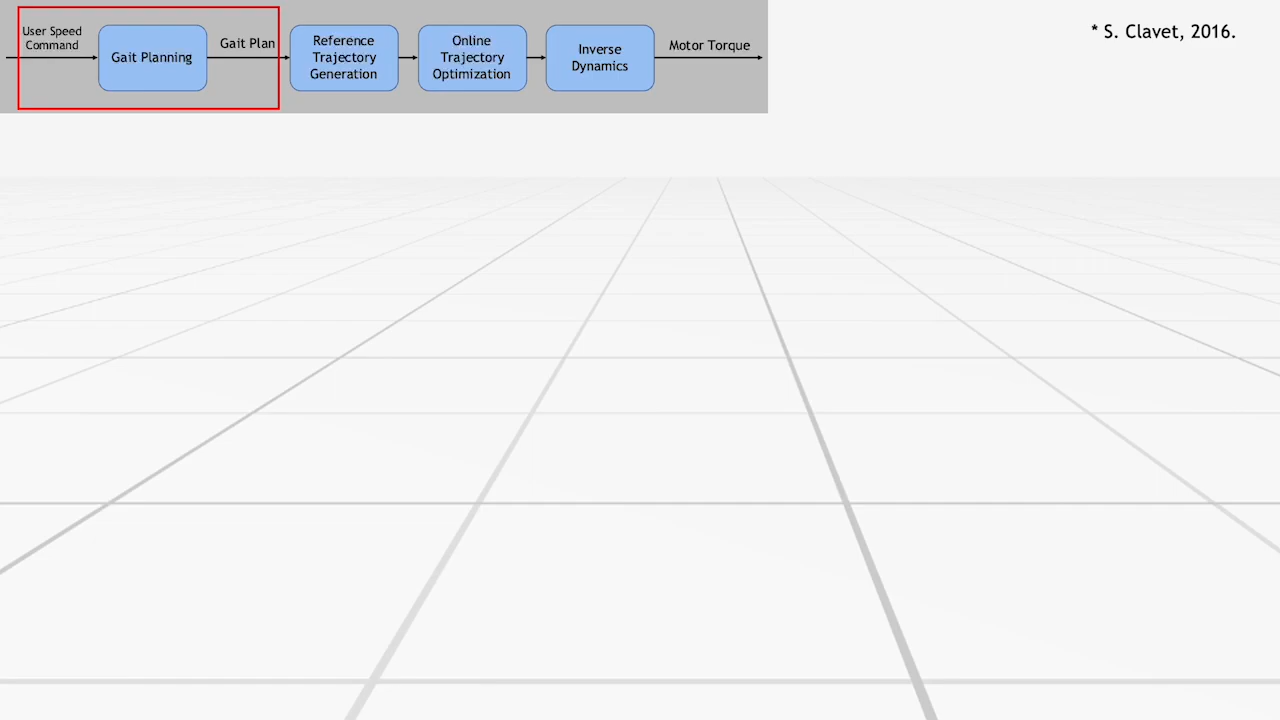 User Speed
Command
Gait Planning
Gait Plan
Reference
Trajectory
Generation
Online
Trajectory
Optimization
Inverse
Dynamics
Motor Torque
* S. Clavet, 2016.